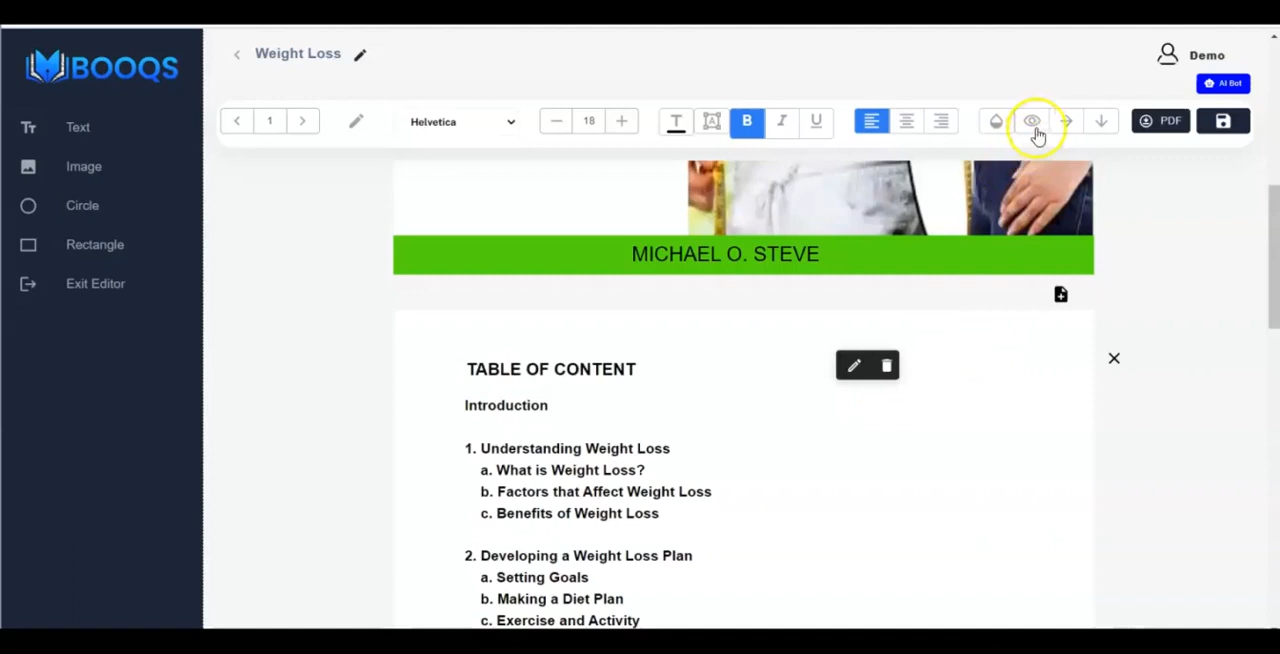 BOOQS
Weight Loss
Demo
AI Bot
1
Helvetica
18
T
A
B
I
U
PDF
Tт Text
Image
Circle
Rectangle
Exit Editor
MICHAEL O. STEVE
TABLE OF CONTENT
Introduction
1. Understanding Weight Loss
a. What is Weight Loss?
b. Factors that Affect Weight Loss
c. Benefits of Weight Loss
2. Developing a Weight Loss Plan
a. Setting Goals
b. Making a Diet Plan
c. Exercise and Activity